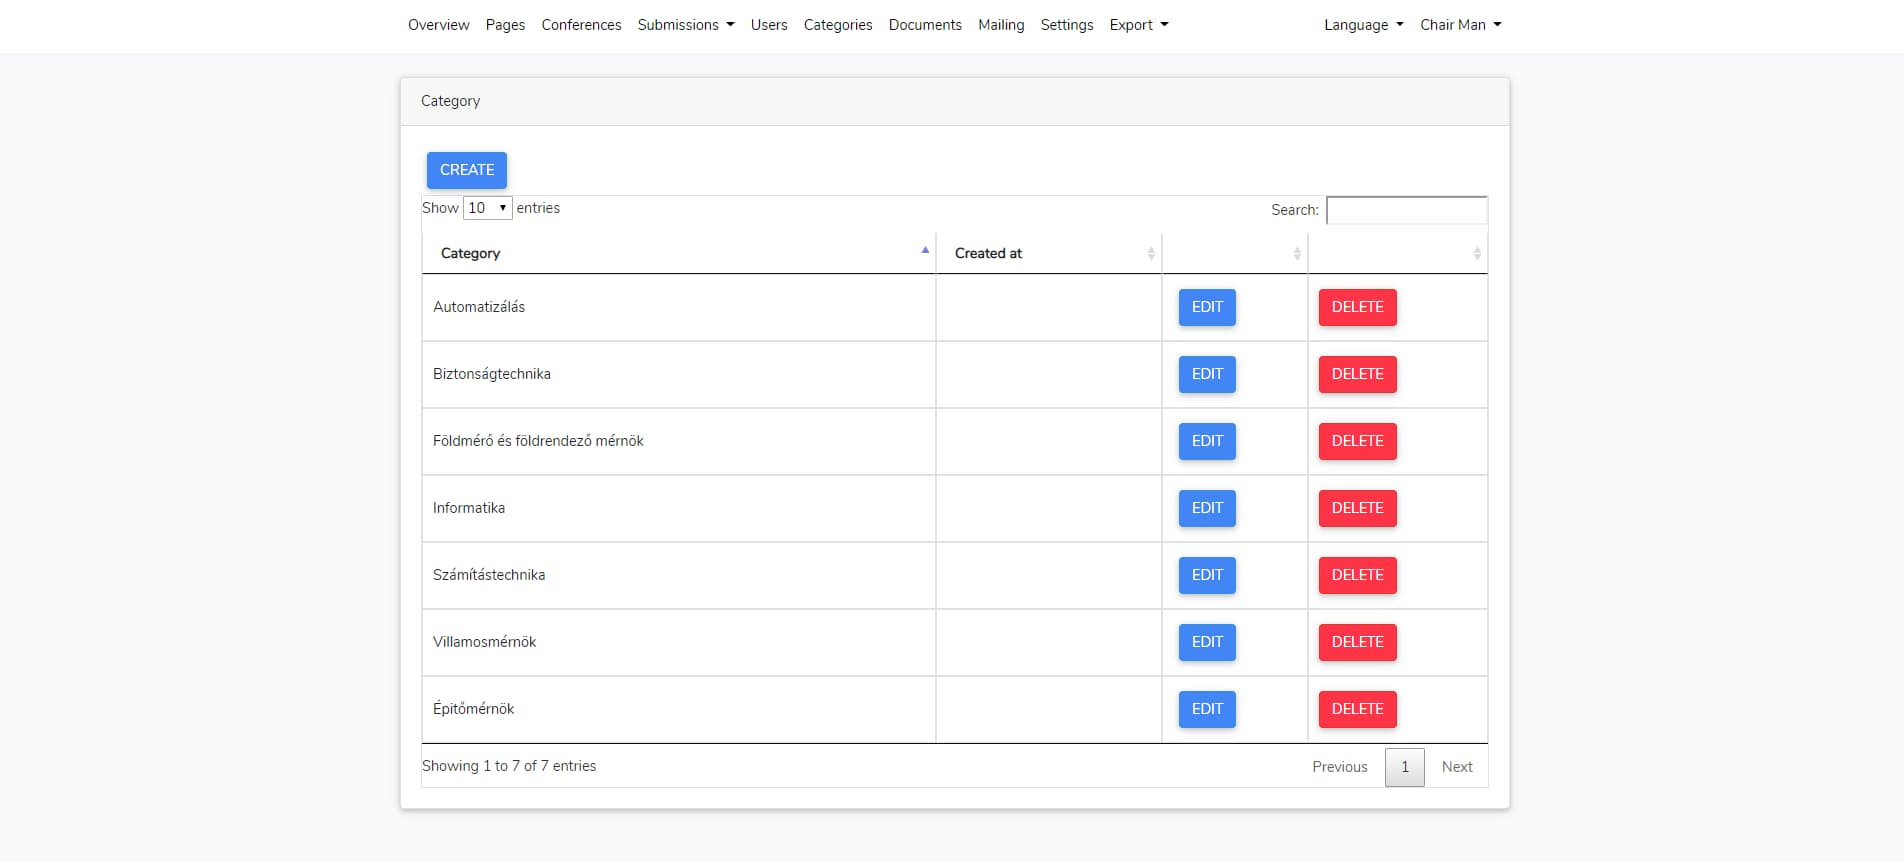 Overview Pages Conferences Submissions Users Categories Documents Mailing Settings Export Language Chair Man
Category
CREATE
Show 10 entries Search:
Category Created at
Automatizálás EDIT DELETE
Biztonságtechnika EDIT DELETE
Földmérő és földrendező mérnök EDIT DELETE
Informatika EDIT DELETE
Számítástechnika EDIT DELETE
Villamosmérnök EDIT DELETE
Épitőmérnök EDIT DELETE
Showing 1 to 7 of 7 entries Previous 1 Next